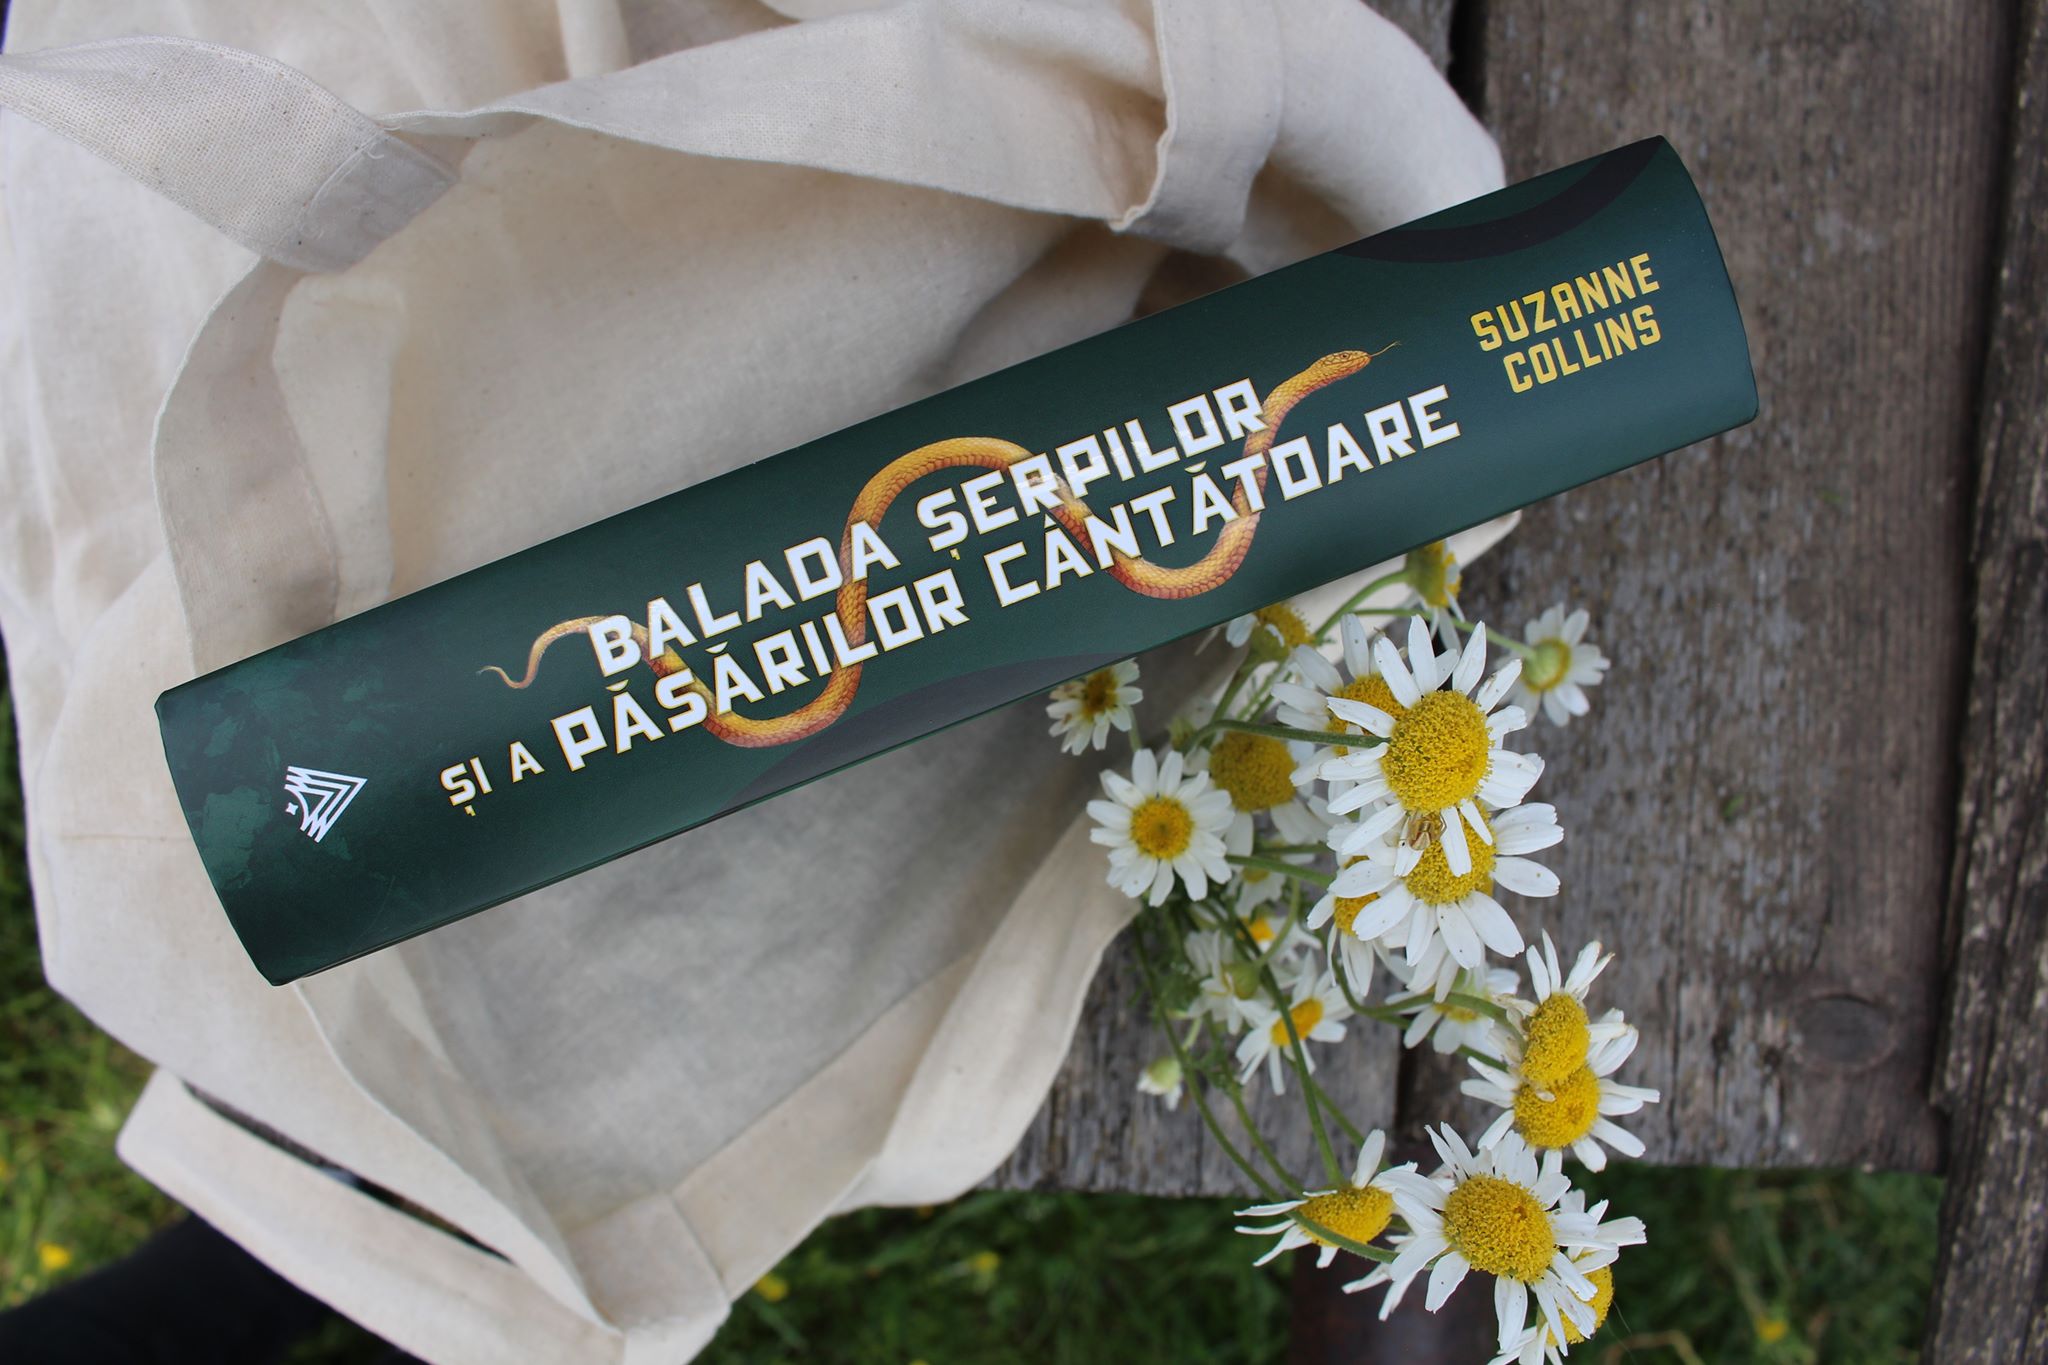 BALADA ȘERPILOR
ȘI A PĂSĂRILOR CÂNTĂTOARE
SUZANNE
COLLINS